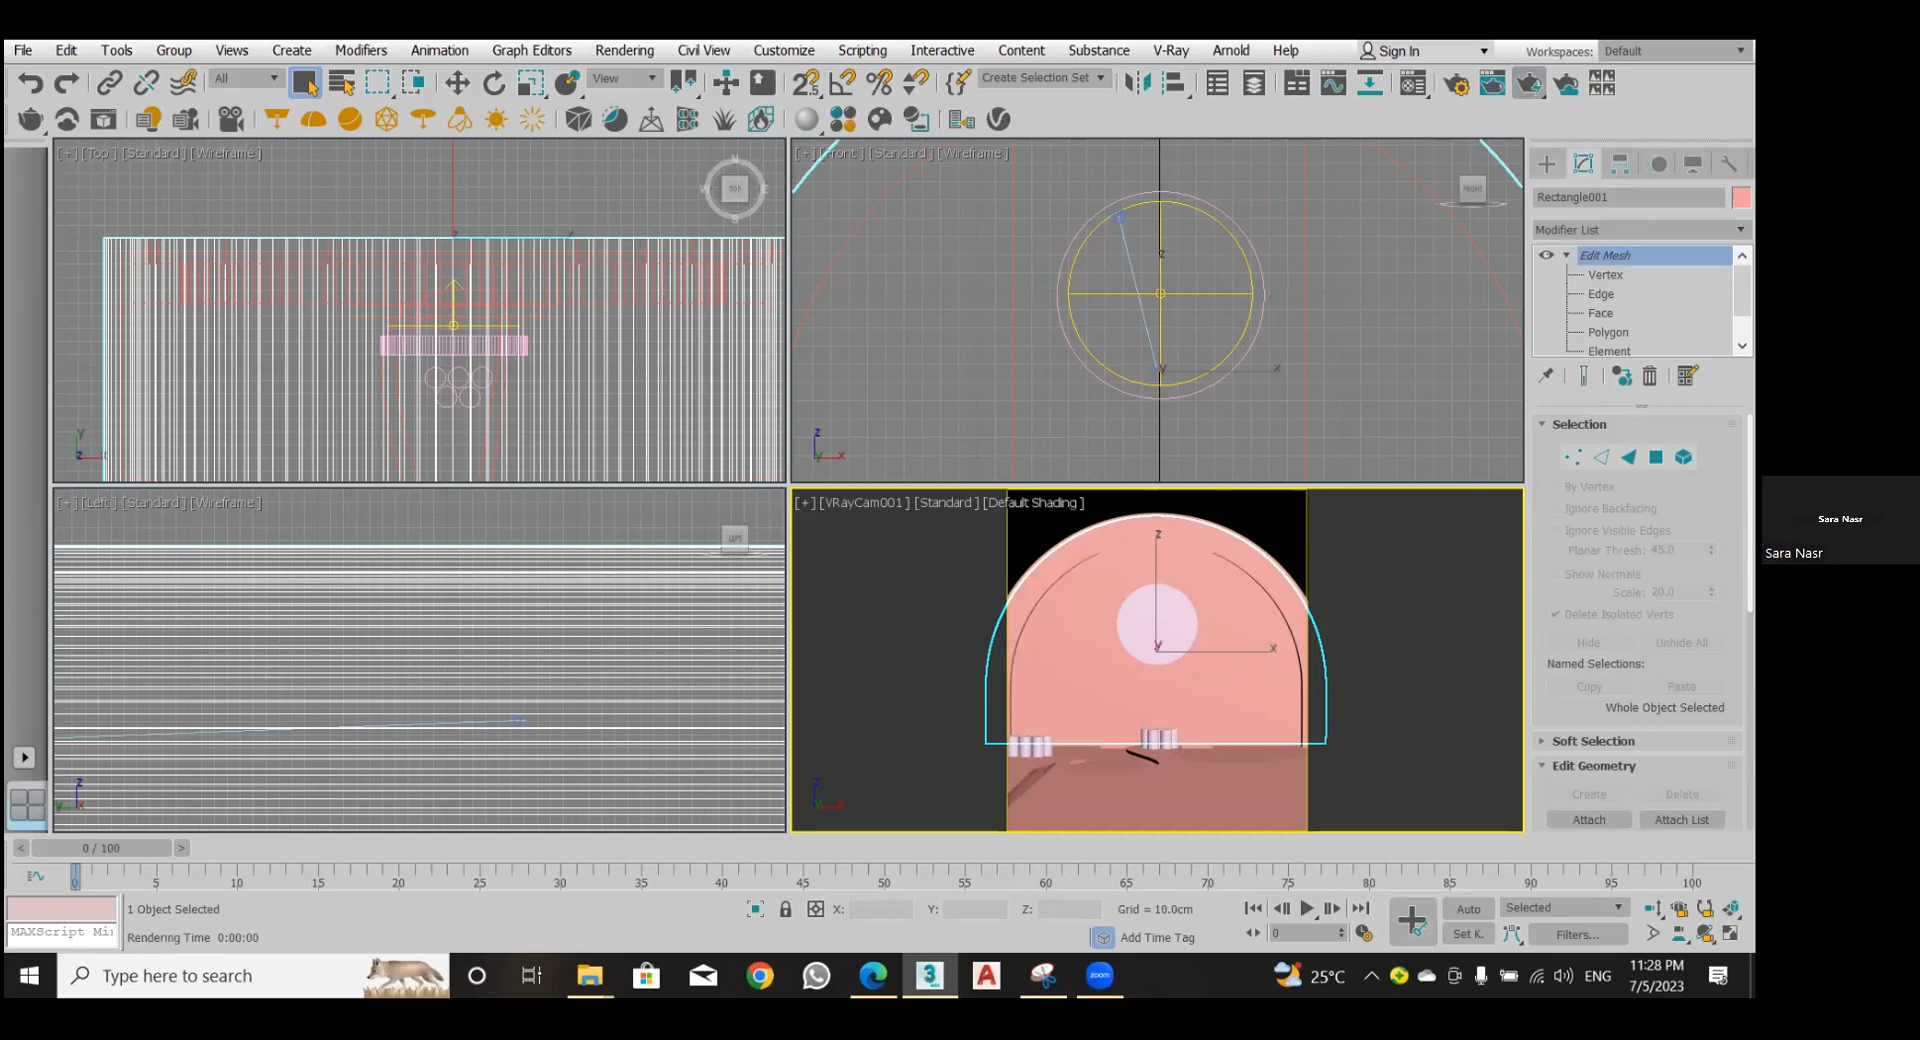 File Edit Tools Group Views Create Modifiers Animation Graph Editors Rendering Civil View Customize Scripting Interactive Content Substance V-Ray Arnold Help Sign In Workspaces: Default
All View Create Selection Set
[+] [Top ] [Standard ] [Wireframe ]
N
W TOP E
S
z x
y
z x
[+] [Front ] [Standard ] [Wireframe ]
FRONT
z
y x
z
y x
[+] [Left ] [Standard ] [Wireframe ]
LEFT
z
y x
[+] [VRayCam001 ] [Standard ] [Default Shading ]
z
y x
z
y x
Rectangle001
Modifier List
Edit Mesh
Vertex
Edge
Face
Polygon
Element
Selection
By Vertex
Ignore Backfacing
Ignore Visible Edges
Planar Thresh: 45.0
Show Normals
Scale: 20.0
Delete Isolated Verts
Hide Unhide All
Named Selections:
Copy Paste
Whole Object Selected
Soft Selection
Edit Geometry
Create Delete
Attach Attach List
Sara Nasr
Sara Nasr
< 0 / 100 >
0 5 10 15 20 25 30 35 40 45 50 55 60 65 70 75 80 85 90 95 100
1 Object Selected X: Y: Z: Grid = 10.0cm Auto Selected
MAXScript Mi
Rendering Time 0:00:00 Add Time Tag 0 Set K. Filters...
Type here to search 25°C ENG 11:28 PM
7/5/2023